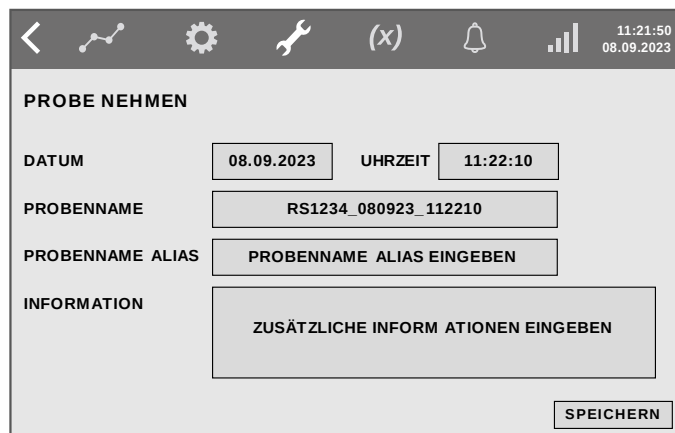 (x)
11:21:50
08.09.2023
PROBE NEHMEN
DATUM 08.09.2023 UHRZEIT 11:22:10
PROBENNAME RS1234_080923_112210
PROBENNAME ALIAS PROBENNAME ALIAS EINGEBEN
INFORMATION
ZUSÄTZLICHE INFORM ATIONEN EINGEBEN
SPEICHERN